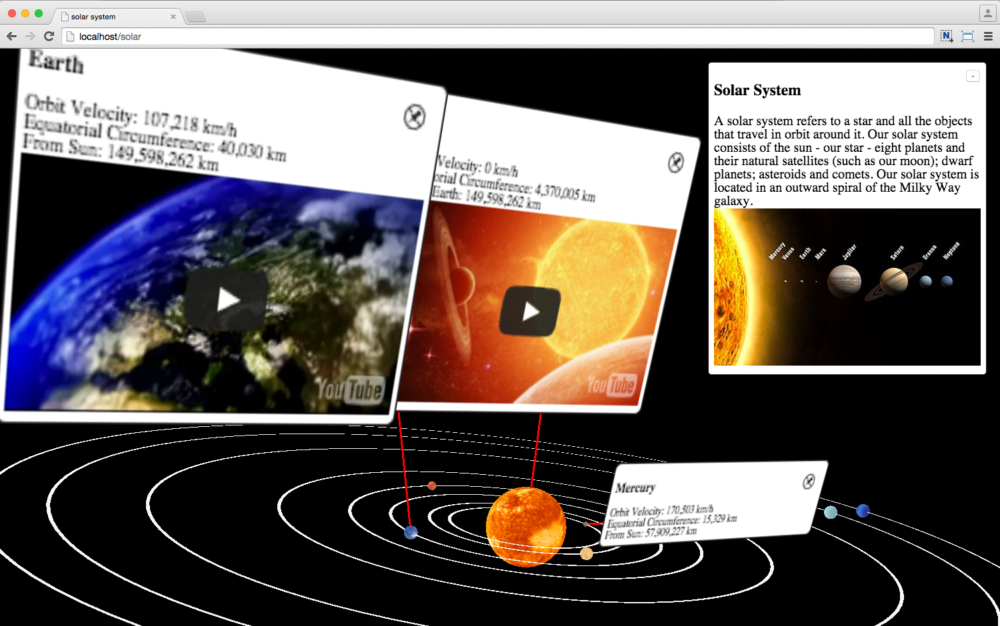 solar system
localhost/solar
Earth
Orbit Velocity: 107,218 km/h
Equatorial Circumference: 40,030 km
From Sun: 149,598,262 km
YouTube
Velocity: 0 km/h
orial Circumference: 4,370,005 km
Earth: 149,598,262 km
YouTube
-
Solar System
A solar system refers to a star and all the objects
that travel in orbit around it. Our solar system
consists of the sun - our star - eight planets and
their natural satellites (such as our moon); dwarf
planets; asteroids and comets. Our solar system is
located in an outward spiral of the Milky Way
galaxy.
Mercury
Venus
Earth
Mars
Jupiter
Saturn
Uranus
Neptune
Mercury
Orbit Velocity: 170,503 km/h
Equatorial Circumference: 15,329 km
From Sun: 57,909,227 km